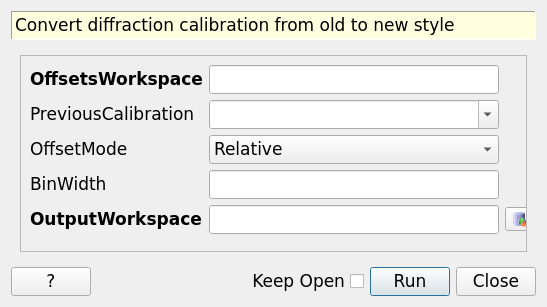 Convert diffraction calibration from old to new style
OffsetsWorkspace
PreviousCalibration
OffsetMode Relative
BinWidth
OutputWorkspace
? Keep Open Run Close